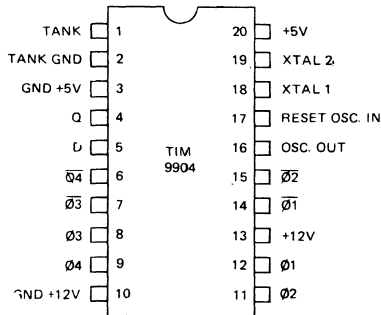 TANK 1 20 +5V
TANK GND 2 19 XTAL 2
GND +5V 3 18 XTAL 1
Q 4 17 RESET OSC. IN
D 5 TIM 9904 16 OSC. OUT
Ø4̅ 6 15 Ø2̅
Ø3̅ 7 14 Ø1̅
Ø3 8 13 +12V
Ø4 9 12 Ø1
GND +12V 10 11 Ø2